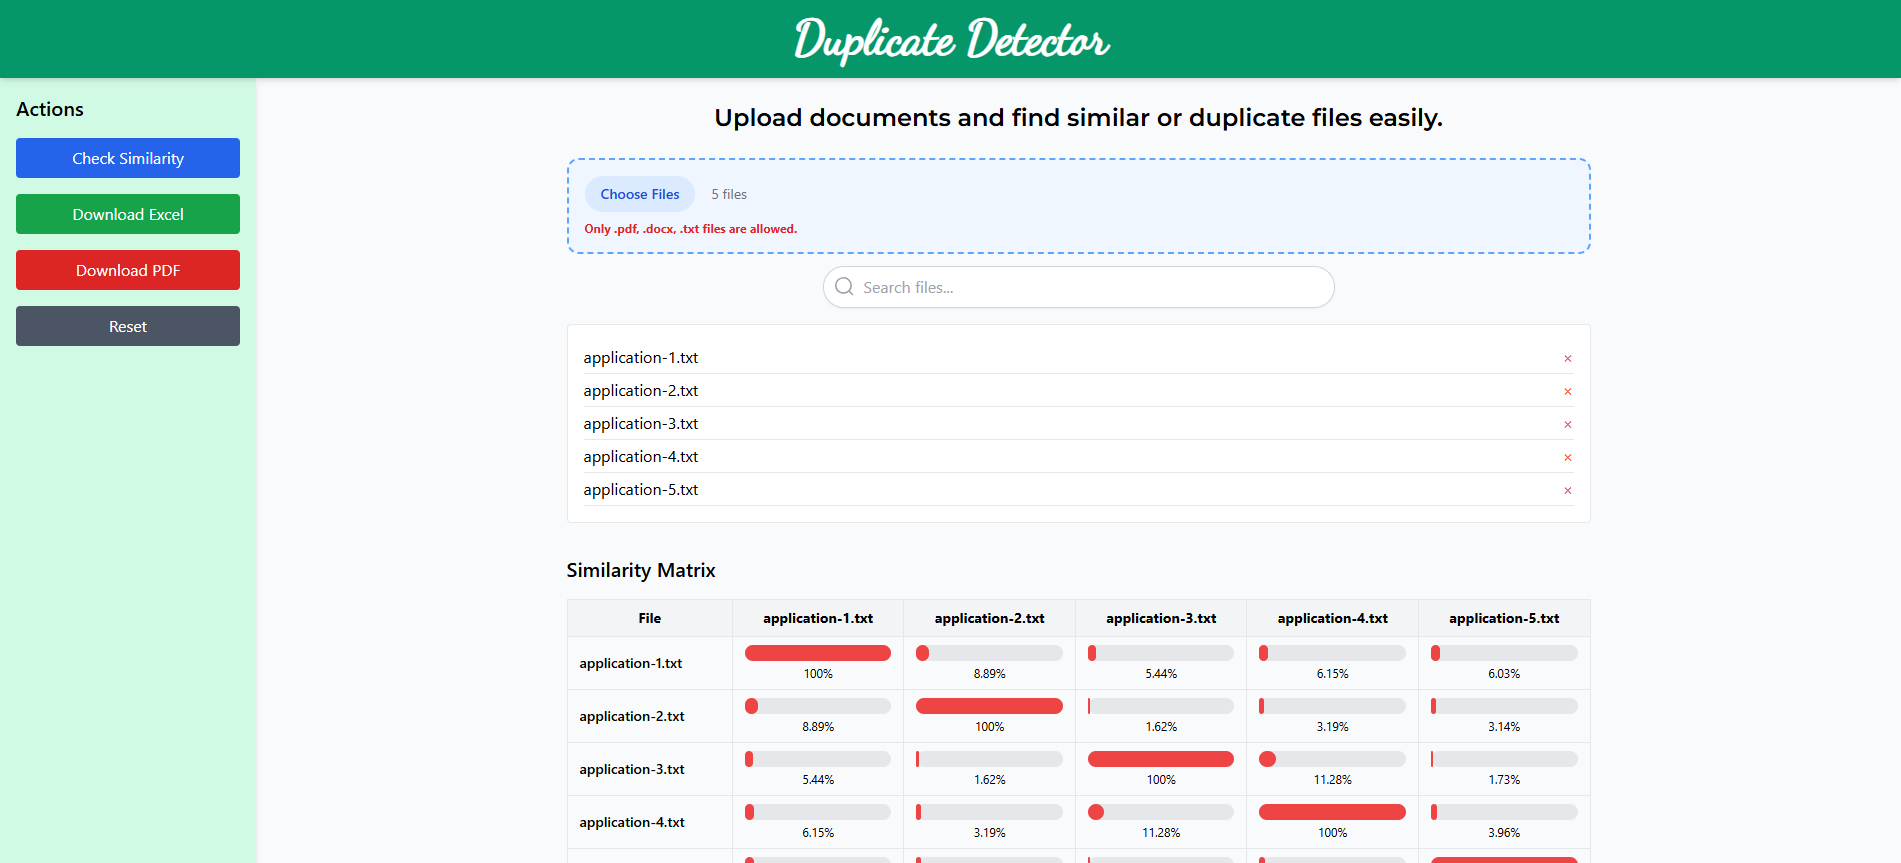 Duplicate Detector
Actions
Check Similarity
Download Excel
Download PDF
Reset
Upload documents and find similar or duplicate files easily.
Choose Files 5 files
Only .pdf, .docx, .txt files are allowed.
Search files...
application-1.txt ×
application-2.txt ×
application-3.txt ×
application-4.txt ×
application-5.txt ×
Similarity Matrix
File application-1.txt application-2.txt application-3.txt application-4.txt application-5.txt
application-1.txt 100% 8.89% 5.44% 6.15% 6.03%
application-2.txt 8.89% 100% 1.62% 3.19% 3.14%
application-3.txt 5.44% 1.62% 100% 11.28% 1.73%
application-4.txt 6.15% 3.19% 11.28% 100% 3.96%